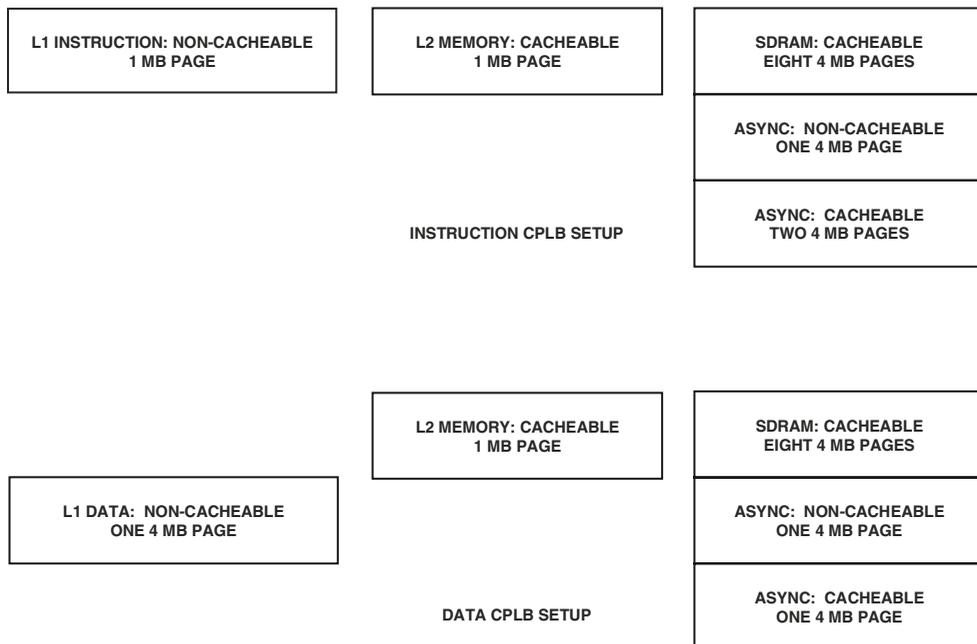 L1 INSTRUCTION: NON-CACHEABLE
1 MB PAGE
L2 MEMORY: CACHEABLE
1 MB PAGE
SDRAM: CACHEABLE
EIGHT 4 MB PAGES
ASYNC: NON-CACHEABLE
ONE 4 MB PAGE
ASYNC: CACHEABLE
TWO 4 MB PAGES
INSTRUCTION CPLB SETUP
L2 MEMORY: CACHEABLE
1 MB PAGE
SDRAM: CACHEABLE
EIGHT 4 MB PAGES
L1 DATA: NON-CACHEABLE
ONE 4 MB PAGE
ASYNC: NON-CACHEABLE
ONE 4 MB PAGE
ASYNC: CACHEABLE
ONE 4 MB PAGE
DATA CPLB SETUP